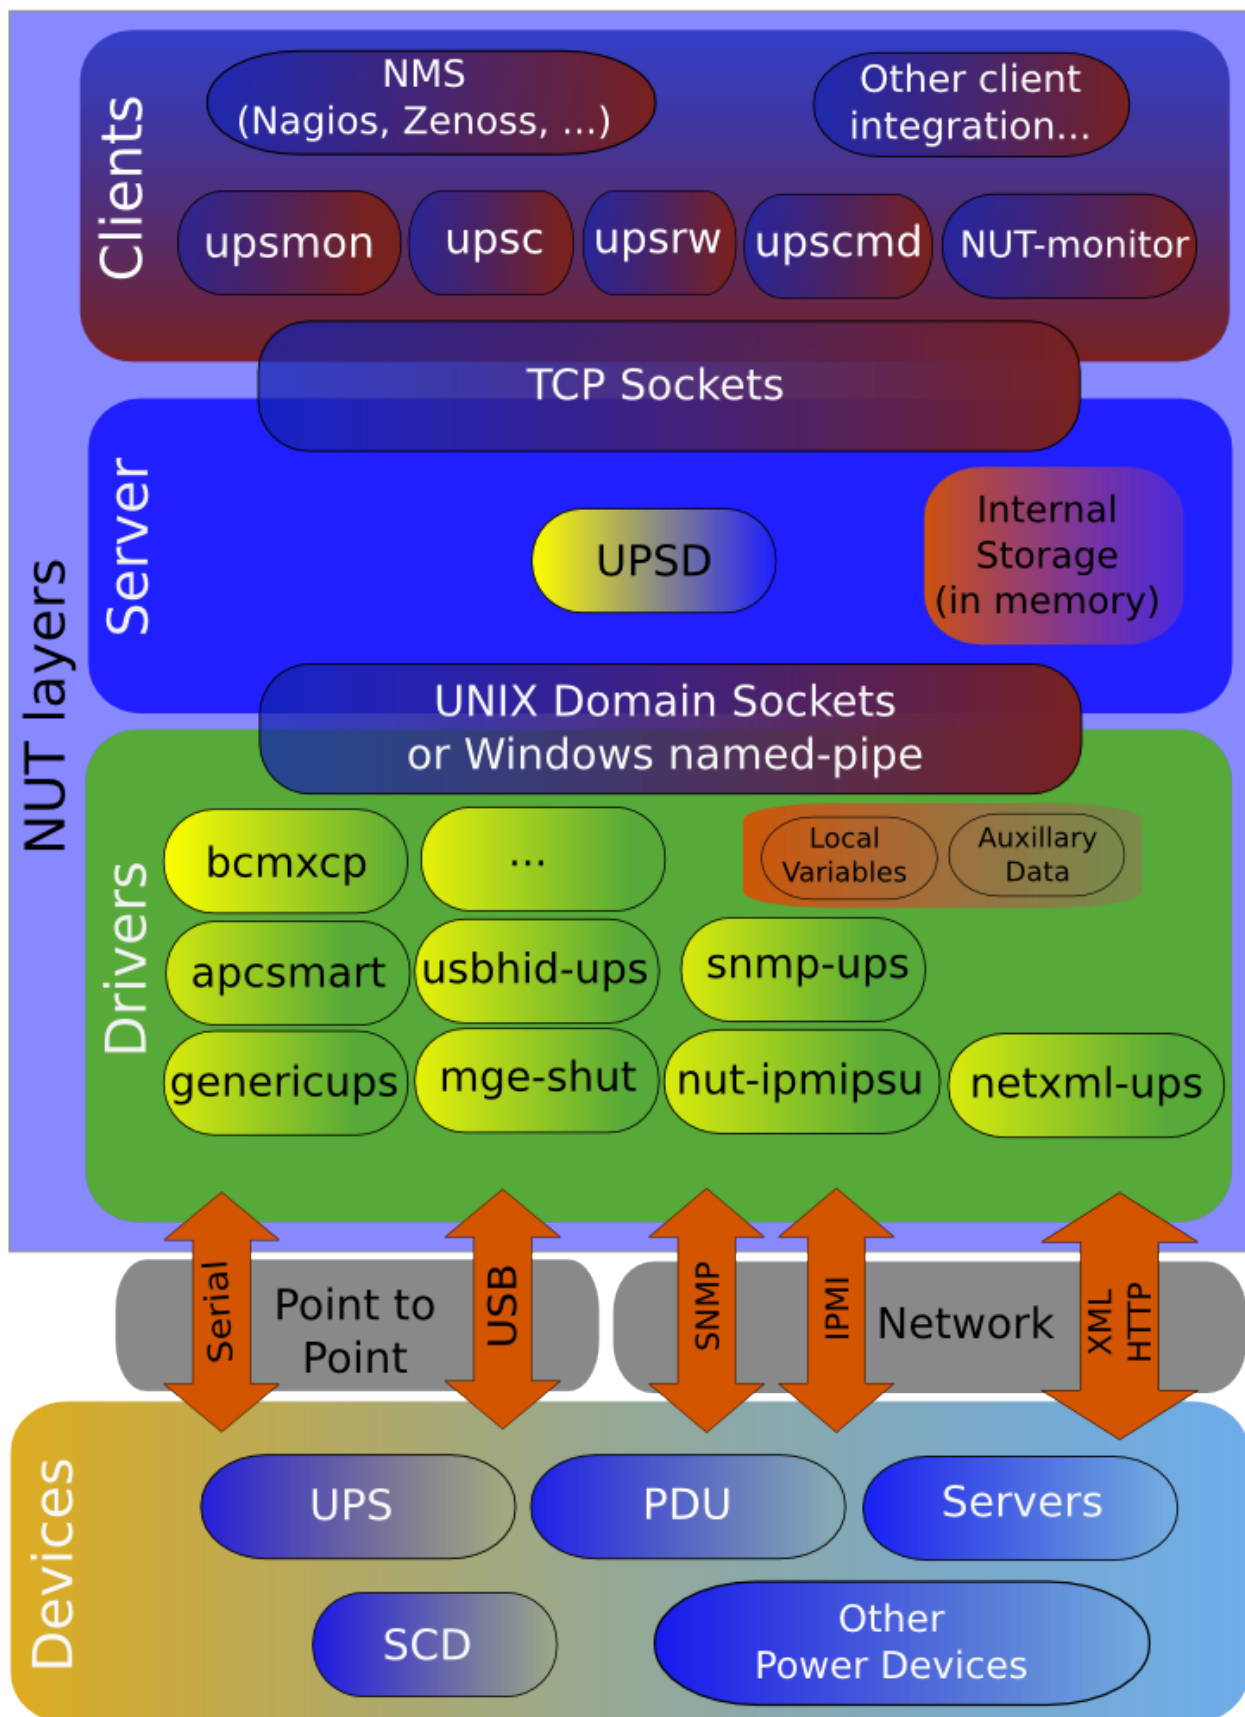 NUT layers
Clients
NMS
(Nagios, Zenoss, ...)
Other client
integration...
upsmon
upsc
upsrw
upscmd
NUT-monitor
TCP Sockets
Server
UPSD
Internal
Storage
(in memory)
UNIX Domain Sockets
or Windows named-pipe
Drivers
bcmxcp
...
Local
Variables
Auxillary
Data
apcsmart
usbhid-ups
snmp-ups
genericups
mge-shut
nut-ipmipsu
netxml-ups
Serial
Point to
Point
USB
SNMP
IPMI
Network
XML
HTTP
Devices
UPS
PDU
Servers
SCD
Other
Power Devices